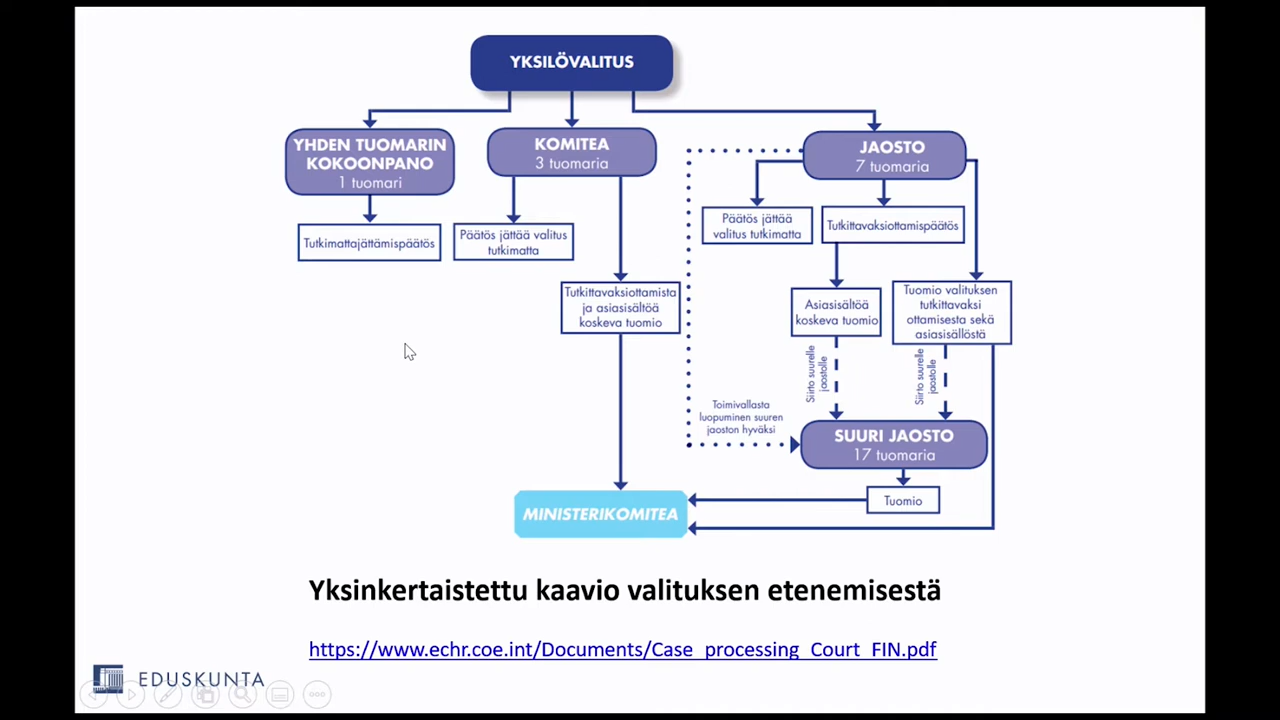 YKSILÖVALITUS
YHDEN TUOMARIN
KOKOONPANO
1 tuomari
KOMITEA
3 tuomaria
JAOSTO
7 tuomaria
Tutkimattajättämispäätös
Päätös jättää valitus
tutkimatta
Päätös jättää
valitus tutkimatta
Tutkittavaksiottamispäätös
Tutkittavaksiottamista
ja asiasisältöä
koskeva tuomio
Asiasisältöä
koskeva tuomio
Tuomio valituksen
tutkittavaksi
ottamisesta sekä
asiasisällöstä
Siirto suurelle
jaostolle
Siirto suurelle
jaostolle
Toimivallasta
luopuminen suuren
jaoston hyväksi
SUURI JAOSTO
17 tuomaria
Tuomio
MINISTERIKOMITEA
Yksinkertaistettu kaavio valituksen etenemisestä
https://www.echr.coe.int/Documents/Case_processing_Court_FIN.pdf
EDUSKUNTA